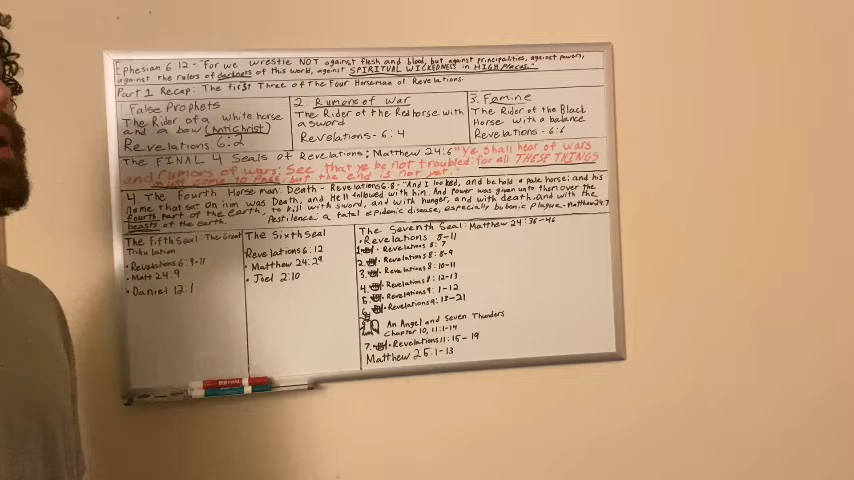 Ephesian 6:12 - "For we wrestle NOT against flesh and blood, but against principalities, against powers,
against the rulers of darkness of this world, against SPIRITUAL WICKEDNESS in HIGH Places."
Part 1 Recap: The first Three of The Four Horseman of Revelations.
1. False Prophets
The Rider of a white horse
and a bow (Antichrist)
Revelations 6:2
2. Rumors of War
The Rider of the Red horse with
a sword
Revelations - 6:4
3. Famine
The Rider of the Black
Horse with a balance
Revelations - 6:6
The FINAL 4 Seals of Revelations: Matthew 24:6 "Ye shall hear of wars
and rumors of wars: See that ye be not troubled: for all THESE THINGS
must come to pass, but the end is not yet."
4 The Fourth Horseman: Death - Revelations 6:8 - "And I looked, and behold a pale horse: and his
name that sat on him was Death, and Hell followed with him. And Power was given unto them over the
fourth part of the earth, to kill with sword, and with hunger, and with death, and with the
beasts of the earth. Pestilence: a fatal epidemic disease, especially bubonic plague - Matthew 24:7
The Fifth Seal: The Great
Tribulation
• Revelations 6:9-11
• Matt 24:9
• Daniel 12:1
The Sixth Seal
Revelations 6:12
• Matthew 24:29
• Joel 2:10
The Seventh Seal: Matthew 24:36-46
• Revelations 8-11
1. • Revelations 8:7
2. • Revelations 8:8-9
3. • Revelations 8:10-11
4. • Revelations 8:12-13
5. • Revelations 9:1-12
6. • Revelations 9:13-21
An Angel and Seven Thunders
Chapter 10, 11:1-14
7. • Revelations 11:15-19
Matthew 25:1-13